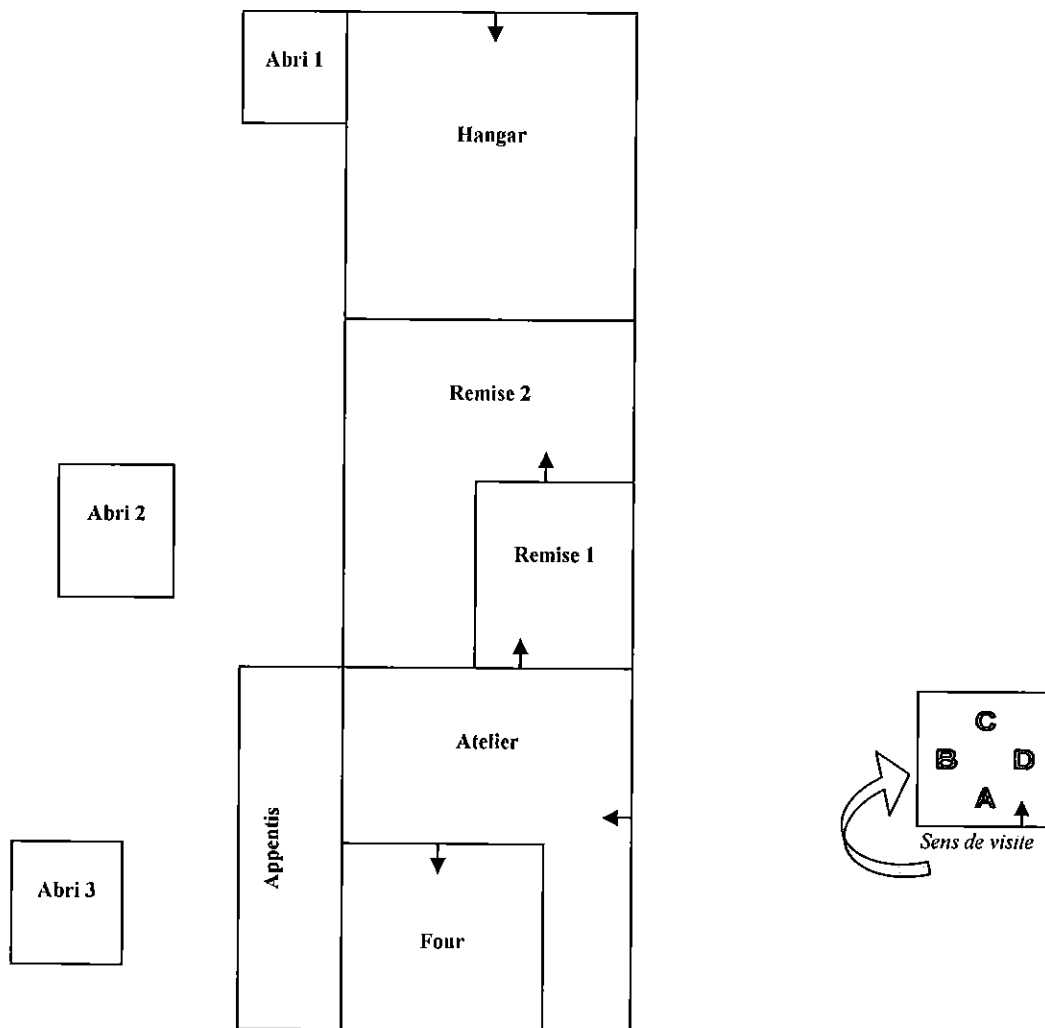 Abri 1
Hangar
Remise 2
Abri 2
Remise 1
Atelier
Appentis
Abri 3
Four
C
B D
A
Sens de visite